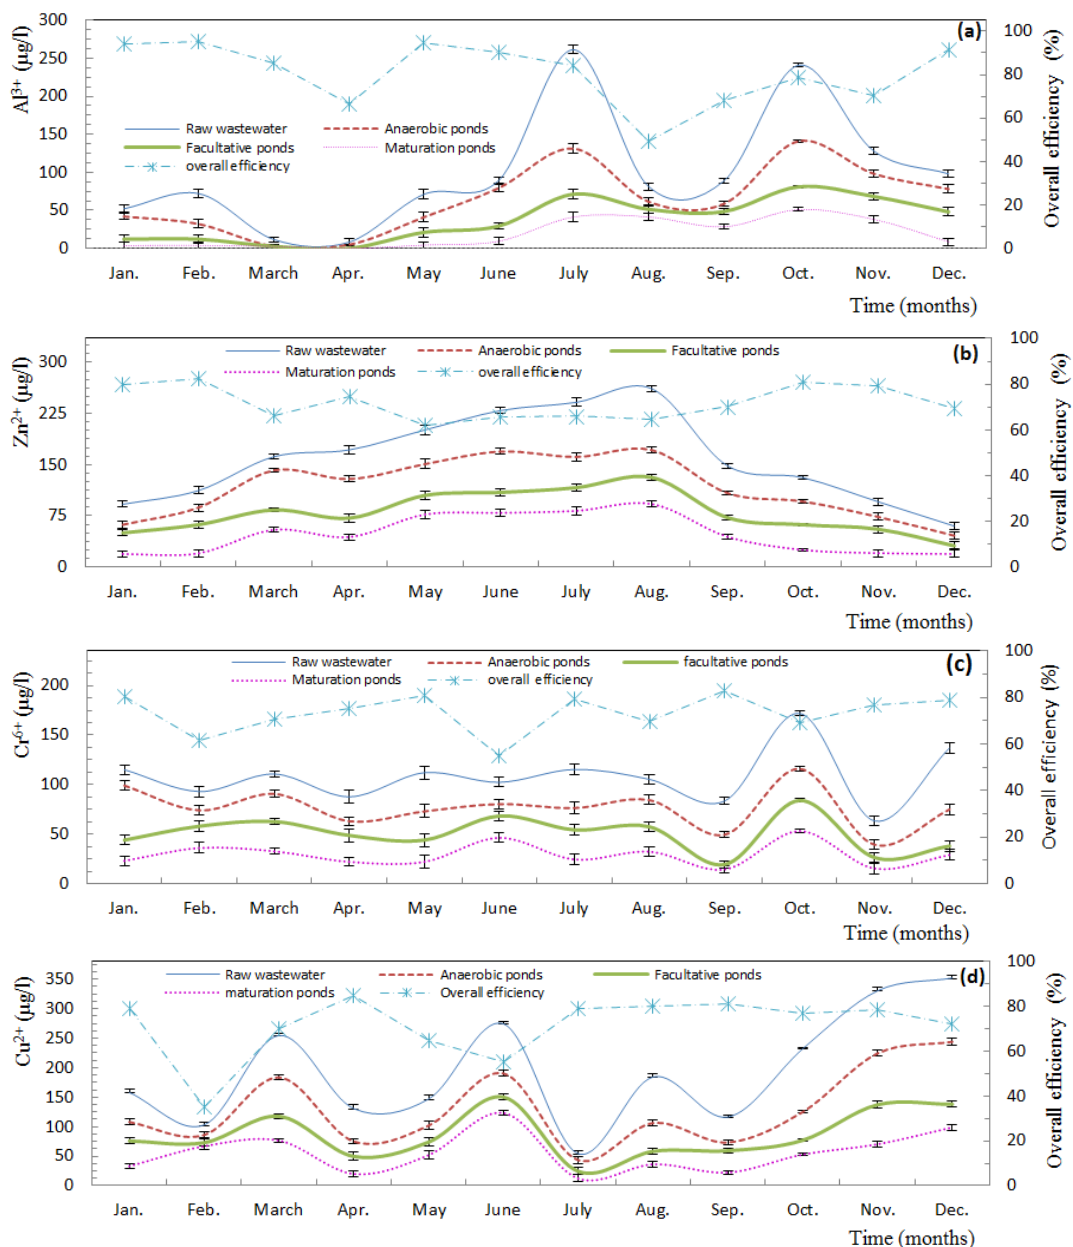 (a)
Al³⁺ (µg/l)
Overall efficiency (%)
300
250
200
150
100
50
0
100
80
60
40
20
0
Raw wastewater
Anaerobic ponds
Facultative ponds
Maturation ponds
overall efficiency
Jan. Feb. March Apr. May June July Aug. Sep. Oct. Nov. Dec.
Time (months)
(b)
Zn²⁺ (µg/l)
Overall efficiency (%)
300
225
150
75
0
100
80
60
40
20
0
Raw wastewater
Anaerobic ponds
Facultative ponds
Maturation ponds
overall efficiency
Jan. Feb. March Apr. May June July Aug. Sep. Oct. Nov. Dec.
Time (months)
(c)
Cr⁶⁺ (µg/l)
Overall efficiency (%)
200
150
100
50
0
100
80
60
40
20
0
Raw wastewater
Anaerobic ponds
facultative ponds
Maturation ponds
overall efficiency
Jan. Feb. March Apr. May June July Aug. Sep. Oct. Nov. Dec.
Time (months)
(d)
Cu²⁺ (µg/l)
Overall efficiency (%)
350
300
250
200
150
100
50
0
100
80
60
40
20
0
Raw wastewater
Anaerobic ponds
Facultative ponds
maturation ponds
Overall efficiency
Jan. Feb. March Apr. May June July Aug. Sep. Oct. Nov. Dec.
Time (months)